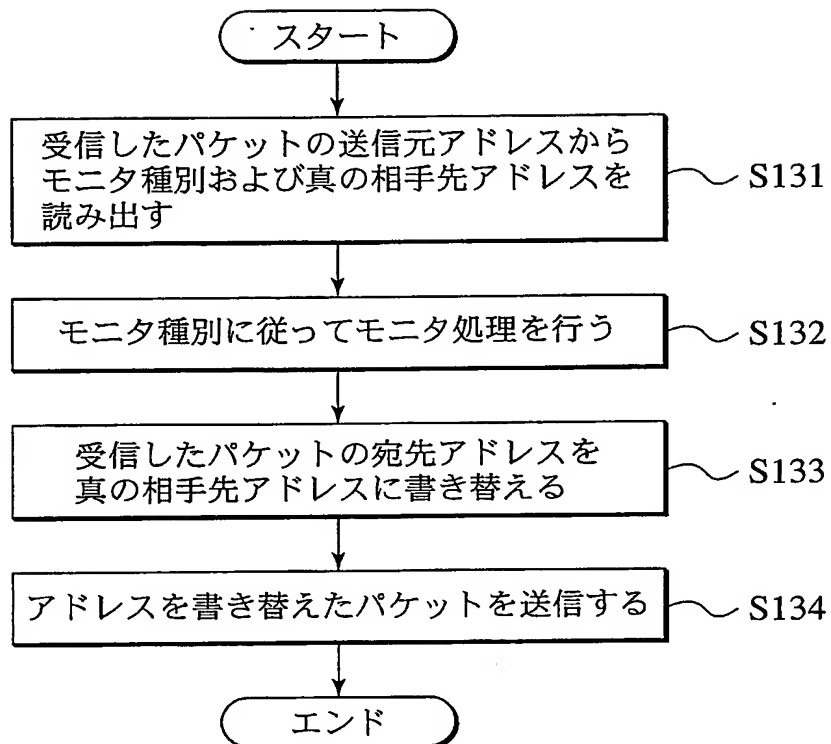 スタート
受信したパケットの送信元アドレスから
モニタ種別および真の相手先アドレスを
読み出す
S131
モニタ種別に従ってモニタ処理を行う
S132
受信したパケットの宛先アドレスを
真の相手先アドレスに書き替える
S133
アドレスを書き替えたパケットを送信する
S134
エンド